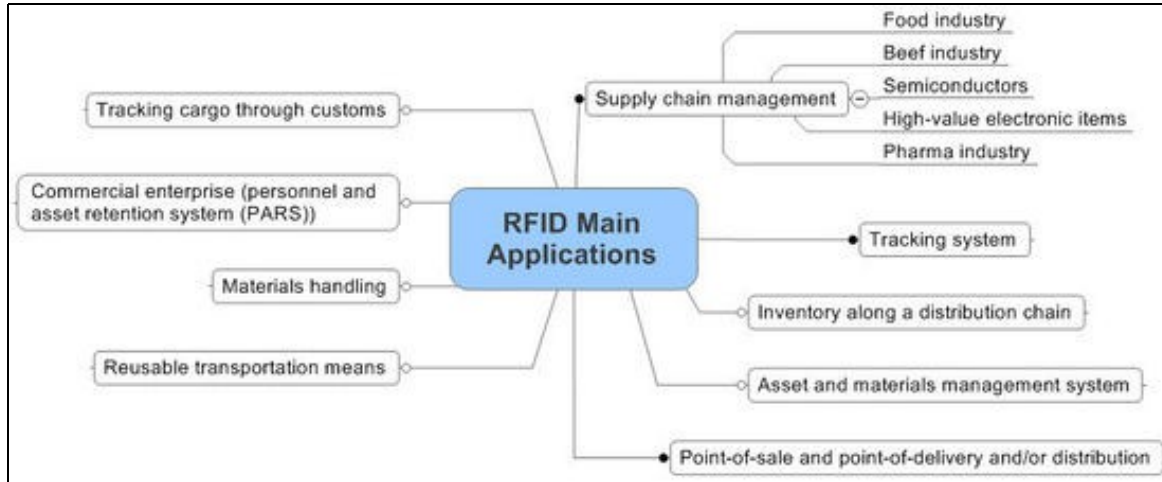 Food industry
Beef industry
Supply chain management
Semiconductors
High-value electronic items
Pharma industry
Tracking cargo through customs
Commercial enterprise (personnel and
asset retention system (PARS))
RFID Main
Applications
Tracking system
Materials handling
Inventory along a distribution chain
Reusable transportation means
Asset and materials management system
Point-of-sale and point-of-delivery and/or distribution